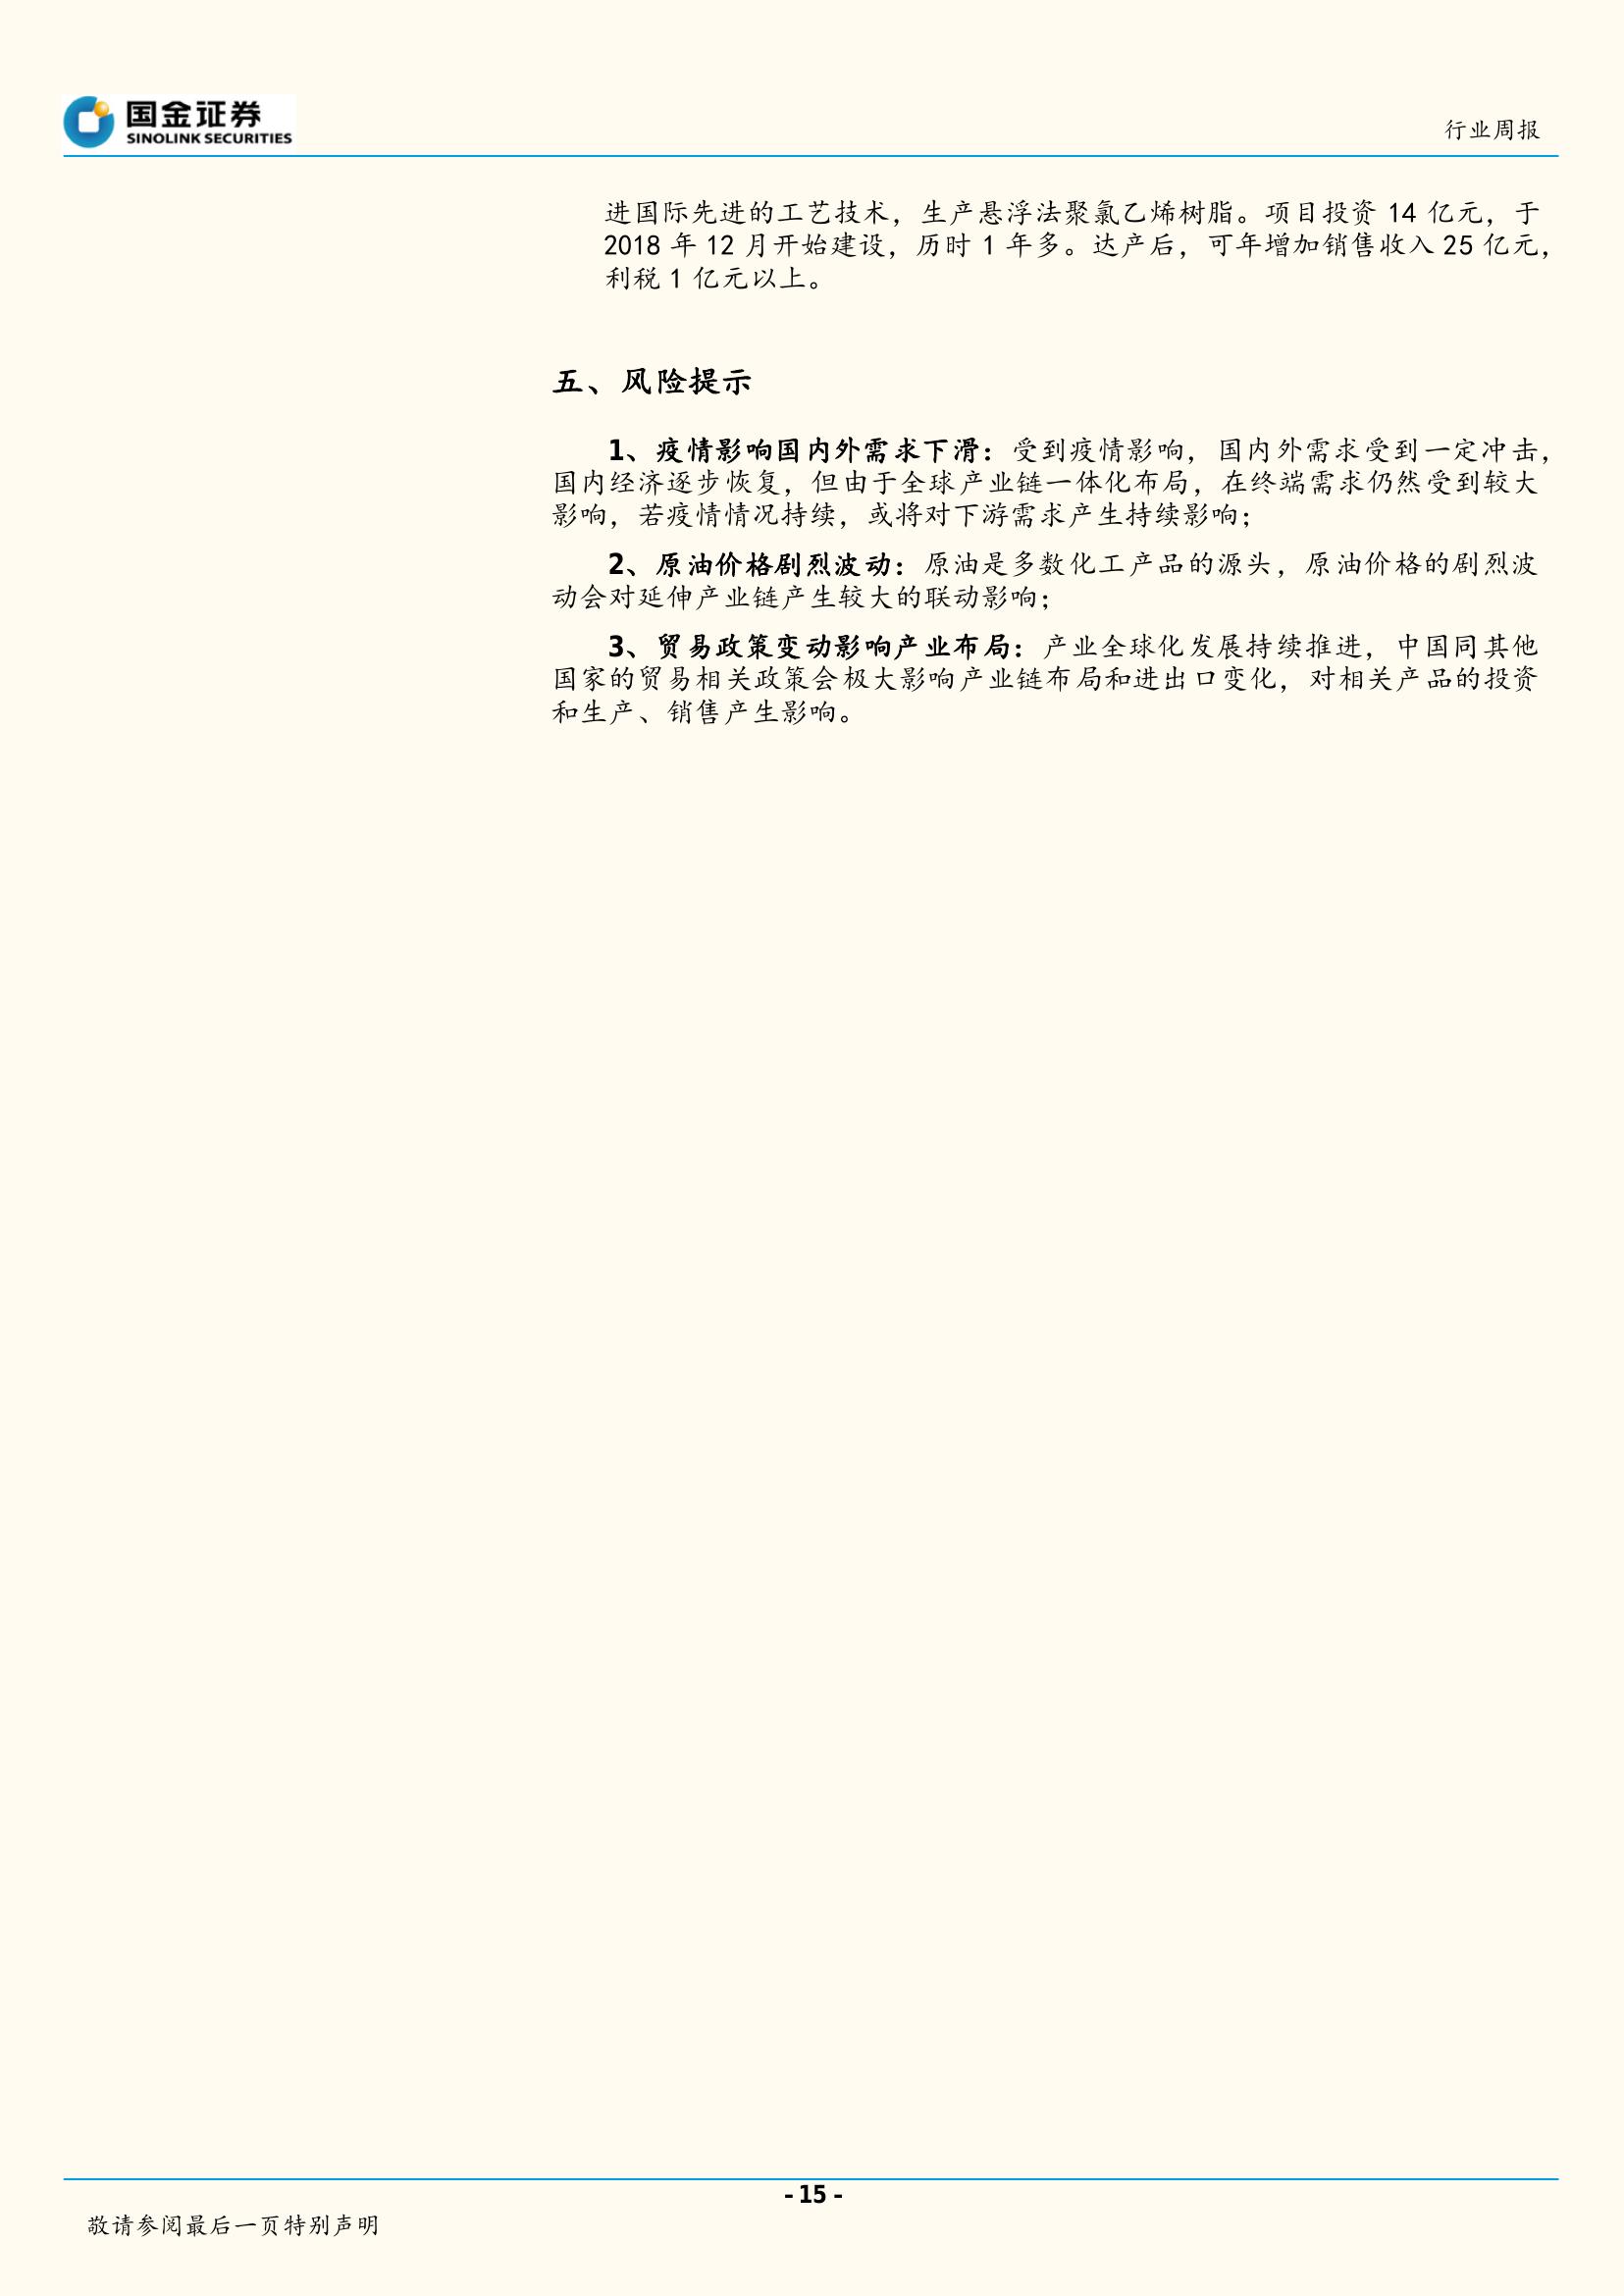 国金证券
SINOLINK SECURITIES
行业周报
进国际先进的工艺技术，生产悬浮法聚氯乙烯树脂。项目投资 14 亿元，于
2018 年 12 月开始建设，历时 1 年多。达产后，可年增加销售收入 25 亿元，
利税 1 亿元以上。
五、风险提示
1、疫情影响国内外需求下滑：受到疫情影响，国内外需求受到一定冲击，
国内经济逐步恢复，但由于全球产业链一体化布局，在终端需求仍然受到较大
影响，若疫情情况持续，或将对下游需求产生持续影响；
2、原油价格剧烈波动：原油是多数化工产品的源头，原油价格的剧烈波
动会对延伸产业链产生较大的联动影响；
3、贸易政策变动影响产业布局：产业全球化发展持续推进，中国同其他
国家的贸易相关政策会极大影响产业链布局和进出口变化，对相关产品的投资
和生产、销售产生影响。
- 15 -
敬请参阅最后一页特别声明